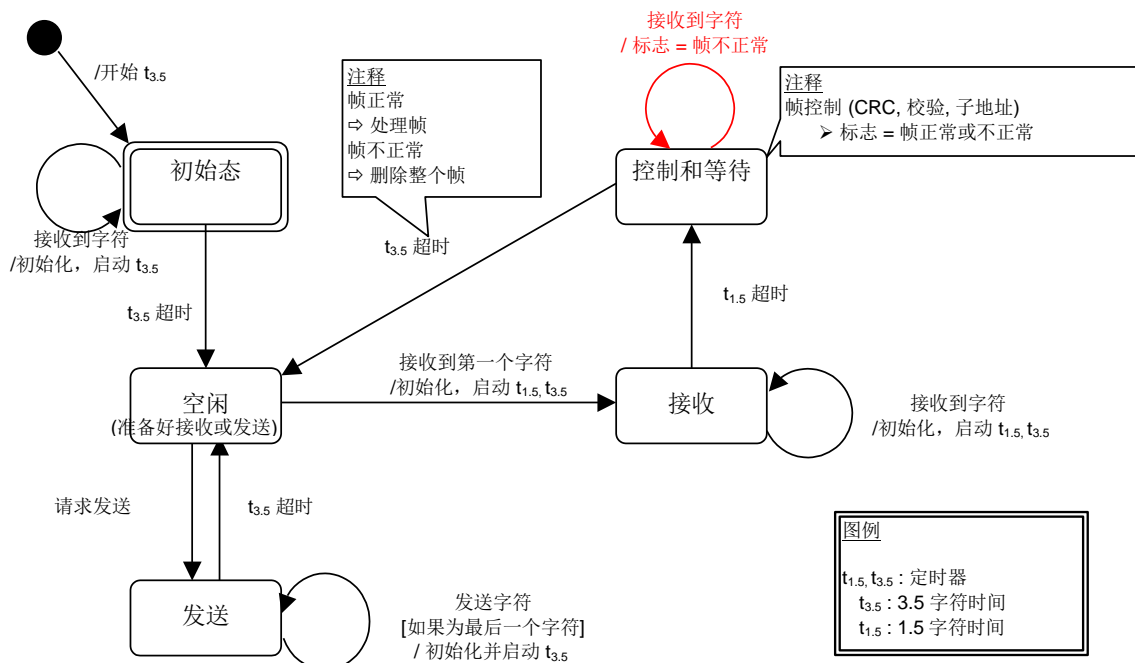 接收到字符
/ 标志 = 帧不正常
/开始 t3.5
注释
帧正常
⇨ 处理帧
帧不正常
⇨ 删除整个帧
注释
帧控制 (CRC, 校验, 子地址)
➢ 标志 = 帧正常或不正常
初始态
控制和等待
接收到字符
/初始化，启动 t3.5
t3.5 超时
t3.5 超时
t1.5 超时
接收到第一个字符
/初始化，启动 t1.5, t3.5
空闲
(准备好接收或发送)
接收
接收到字符
/初始化，启动 t1.5, t3.5
请求发送
t3.5 超时
发送
发送字符
[如果为最后一个字符]
/ 初始化并启动 t3.5
图例
t1.5, t3.5 : 定时器
t3.5 : 3.5 字符时间
t1.5 : 1.5 字符时间